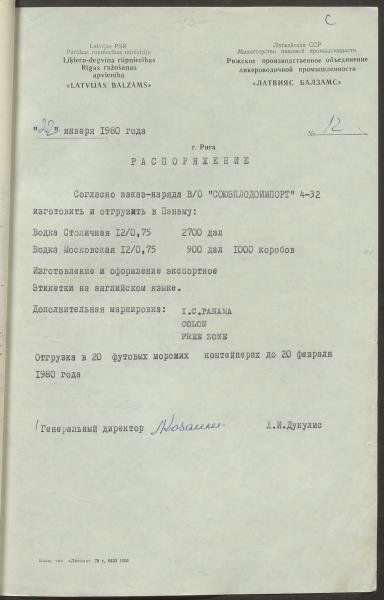 С
Latvijas PSR
Pārtikas rūpniecības ministrija
Liķieru-degvīna rūpniecības
Rīgas ražošanas
apvienība
«LATVIJAS BALZAMS»
Латвийская ССР
Министерство пищевой промышленности
Рижское производственное объединение
ликероводочной промышленности
«ЛАТВИЯС БАЛЗАМС»
"22" января 1980 года
№ 12.
г. Рига
РАСПОРЯЖЕНИЕ
Согласно заказ-наряда В/О "СОЮЗПЛОДОИМПОРТ" 4-32
изготовить и отгрузить в Панаму:
Водка Столичная 12/0,75 2700 дал
Водка Московская 12/0,75 900 дал 1000 коробов
Изготовление и оформление экспортное
Этикетки на английском языке.
Дополнительная маркировка: I.C.PANAMA
COLON
FREE ZONE
Отгрузка в 20 футовых морских контейнерах до 20 февраля
1980 года
Генеральный директор
Л.И.Дукулис